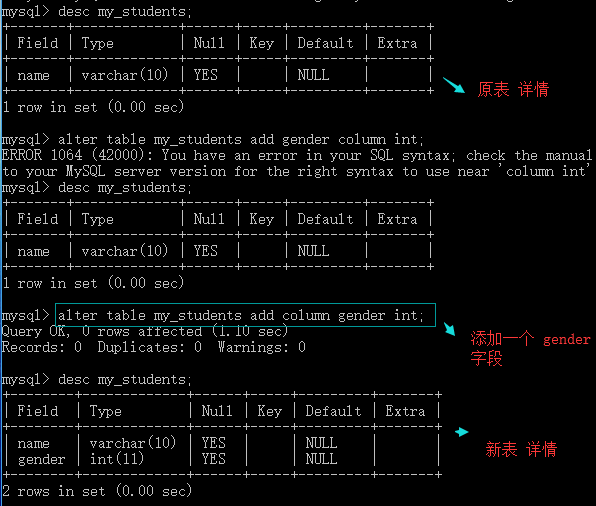 mysql> desc my_students;
+-------+-------------+------+-----+---------+-------+
| Field | Type        | Null | Key | Default | Extra |
+-------+-------------+------+-----+---------+-------+
| name  | varchar(10) | YES  |     | NULL    |       |
+-------+-------------+------+-----+---------+-------+
1 row in set (0.00 sec)
原表 详情
mysql> alter table my_students add gender column int;
ERROR 1064 (42000): You have an error in your SQL syntax; check the manual
to your MySQL server version for the right syntax to use near 'column int'
mysql> desc my_students;
+-------+-------------+------+-----+---------+-------+
| Field | Type        | Null | Key | Default | Extra |
+-------+-------------+------+-----+---------+-------+
| name  | varchar(10) | YES  |     | NULL    |       |
+-------+-------------+------+-----+---------+-------+
1 row in set (0.00 sec)
mysql> alter table my_students add column gender int;
Query OK, 0 rows affected (1.10 sec)
Records: 0  Duplicates: 0  Warnings: 0
添加一个 gender
字段
mysql> desc my_students;
+--------+-------------+------+-----+---------+-------+
| Field  | Type        | Null | Key | Default | Extra |
+--------+-------------+------+-----+---------+-------+
| name   | varchar(10) | YES  |     | NULL    |       |
| gender | int(11)     | YES  |     | NULL    |       |
+--------+-------------+------+-----+---------+-------+
2 rows in set (0.00 sec)
新表 详情